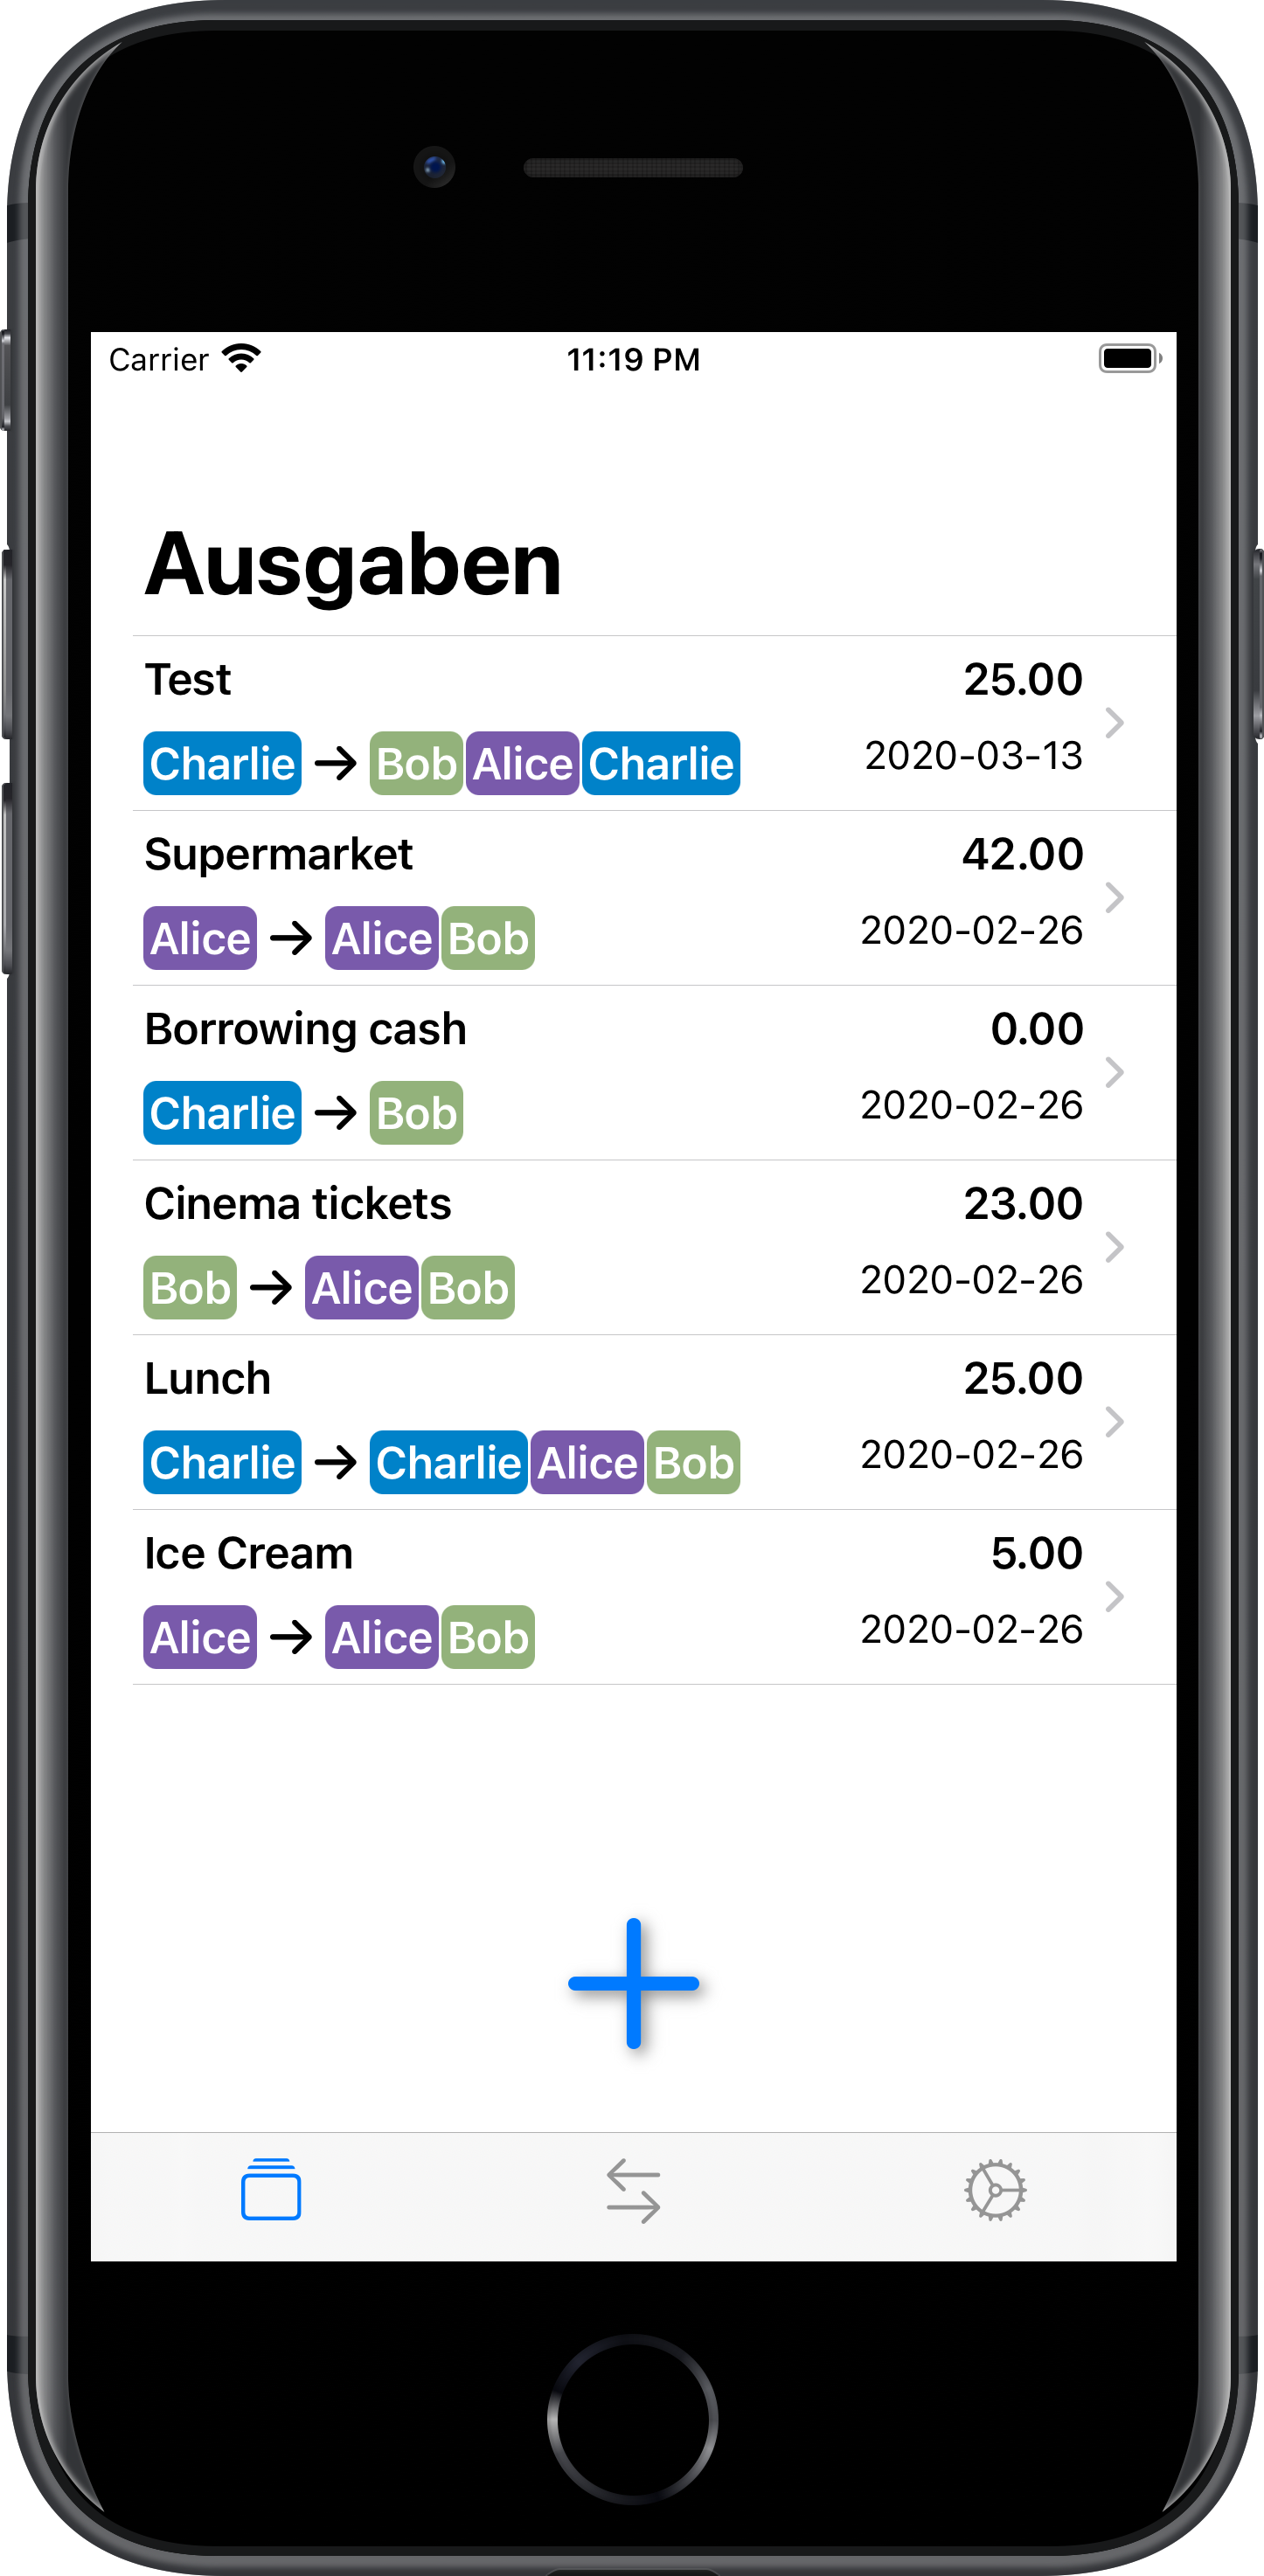 Carrier 11:19 PM
Ausgaben
Test 25.00
Charlie → Bob Alice Charlie 2020-03-13
Supermarket 42.00
Alice → Alice Bob 2020-02-26
Borrowing cash 0.00
Charlie → Bob 2020-02-26
Cinema tickets 23.00
Bob → Alice Bob 2020-02-26
Lunch 25.00
Charlie → Charlie Alice Bob 2020-02-26
Ice Cream 5.00
Alice → Alice Bob 2020-02-26